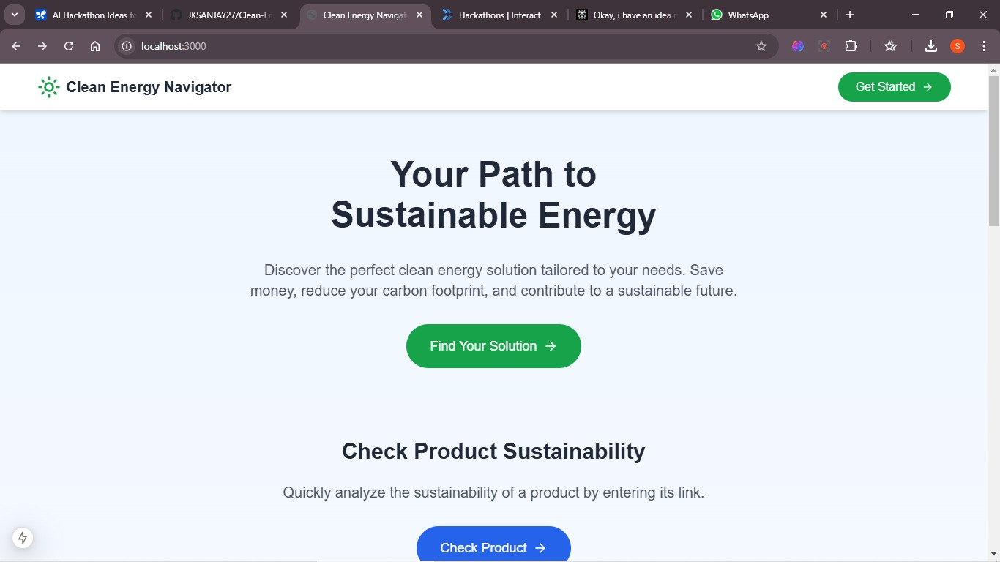 AI Hackathon Ideas fo
JKSANJAY27/Clean-Er
Clean Energy Navigat
Hackathons | Interact
Okay, i have an idea r
WhatsApp
localhost:3000
S
Clean Energy Navigator
Get Started
Your Path to
Sustainable Energy
Discover the perfect clean energy solution tailored to your needs. Save
money, reduce your carbon footprint, and contribute to a sustainable future.
Find Your Solution
Check Product Sustainability
Quickly analyze the sustainability of a product by entering its link.
Check Product